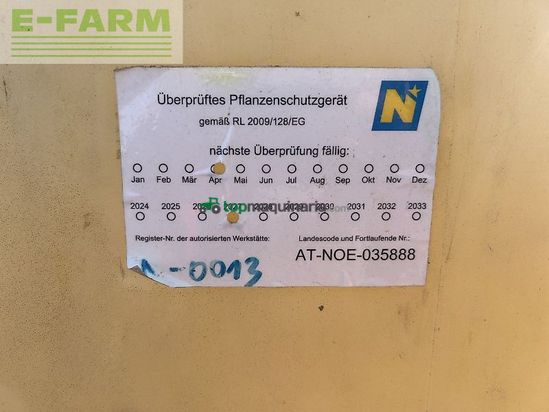 E-FARM
Überprüftes Pflanzenschutzgerät
gemäß RL 2009/128/EG
N
nächste Überprüfung fällig:
Jan Feb Mär Apr Mai Jun Jul Aug Sep Okt Nov Dez
2024 2025 2030 2031 2032 2033
topmaquinaria.com
Register-Nr. der autorisierten Werkstätte: Landescode und Fortlaufende Nr.:
-0013 AT-NOE-035888